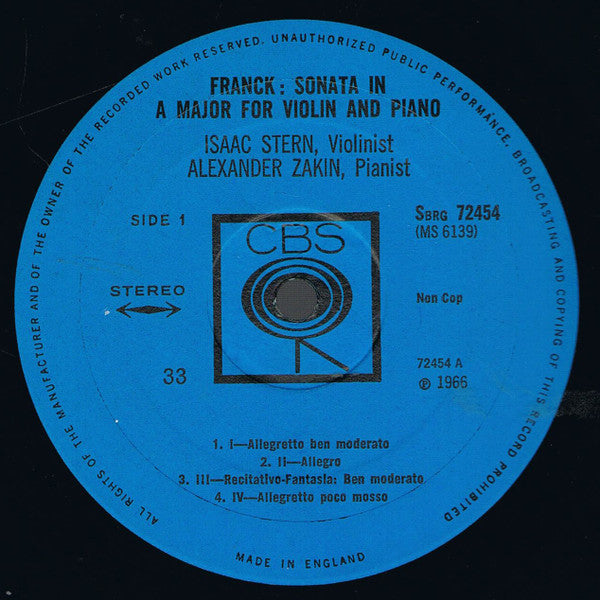 ALL RIGHTS OF THE MANUFACTURER AND OF THE OWNER OF THE RECORDED WORK RESERVED. UNAUTHORIZED PUBLIC PERFORMANCE, BROADCASTING AND COPYING OF THIS RECORD PROHIBITED
FRANCK: SONATA IN
A MAJOR FOR VIOLIN AND PIANO
ISAAC STERN, Violinist
ALEXANDER ZAKIN, Pianist
SIDE 1
CBS
SBRG 72454
(MS 6139)
STEREO
Non Cop
33
72454 A
℗ 1966
1. I—Allegretto ben moderato
2. II—Allegro
3. III—Recitativo-Fantasia: Ben moderato
4. IV—Allegretto poco mosso
MADE IN ENGLAND